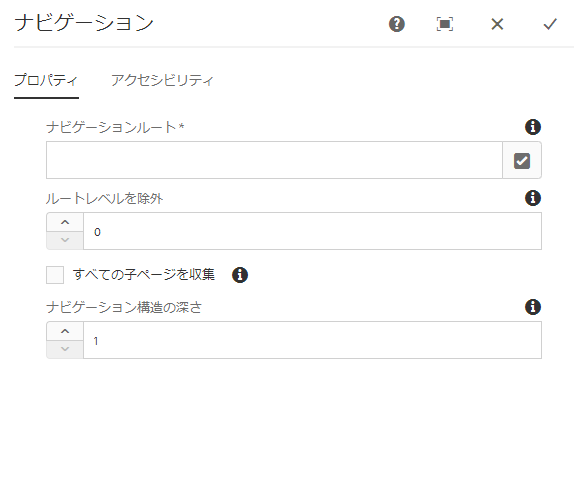 ナビゲーション
プロパティ アクセシビリティ
ナビゲーションルート *
ルートレベルを除外
0
すべての子ページを収集
ナビゲーション構造の深さ
1